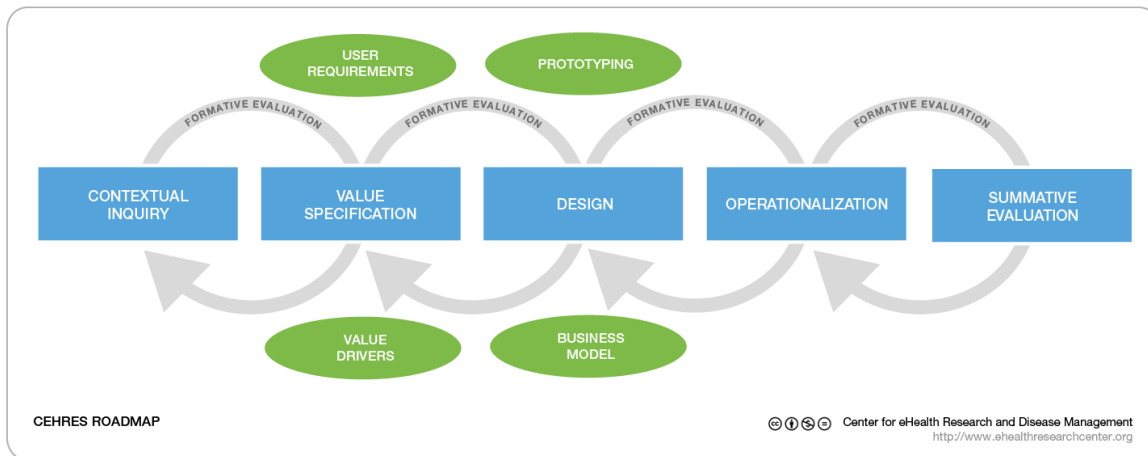 USER
REQUIREMENTS
PROTOTYPING
FORMATIVE EVALUATION
FORMATIVE EVALUATION
FORMATIVE EVALUATION
FORMATIVE EVALUATION
CONTEXTUAL
INQUIRY
VALUE
SPECIFICATION
DESIGN
OPERATIONALIZATION
SUMMATIVE
EVALUATION
VALUE
DRIVERS
BUSINESS
MODEL
CEHRES ROADMAP
cc Center for eHealth Research and Disease Management
http://www.ehealthresearchcenter.org